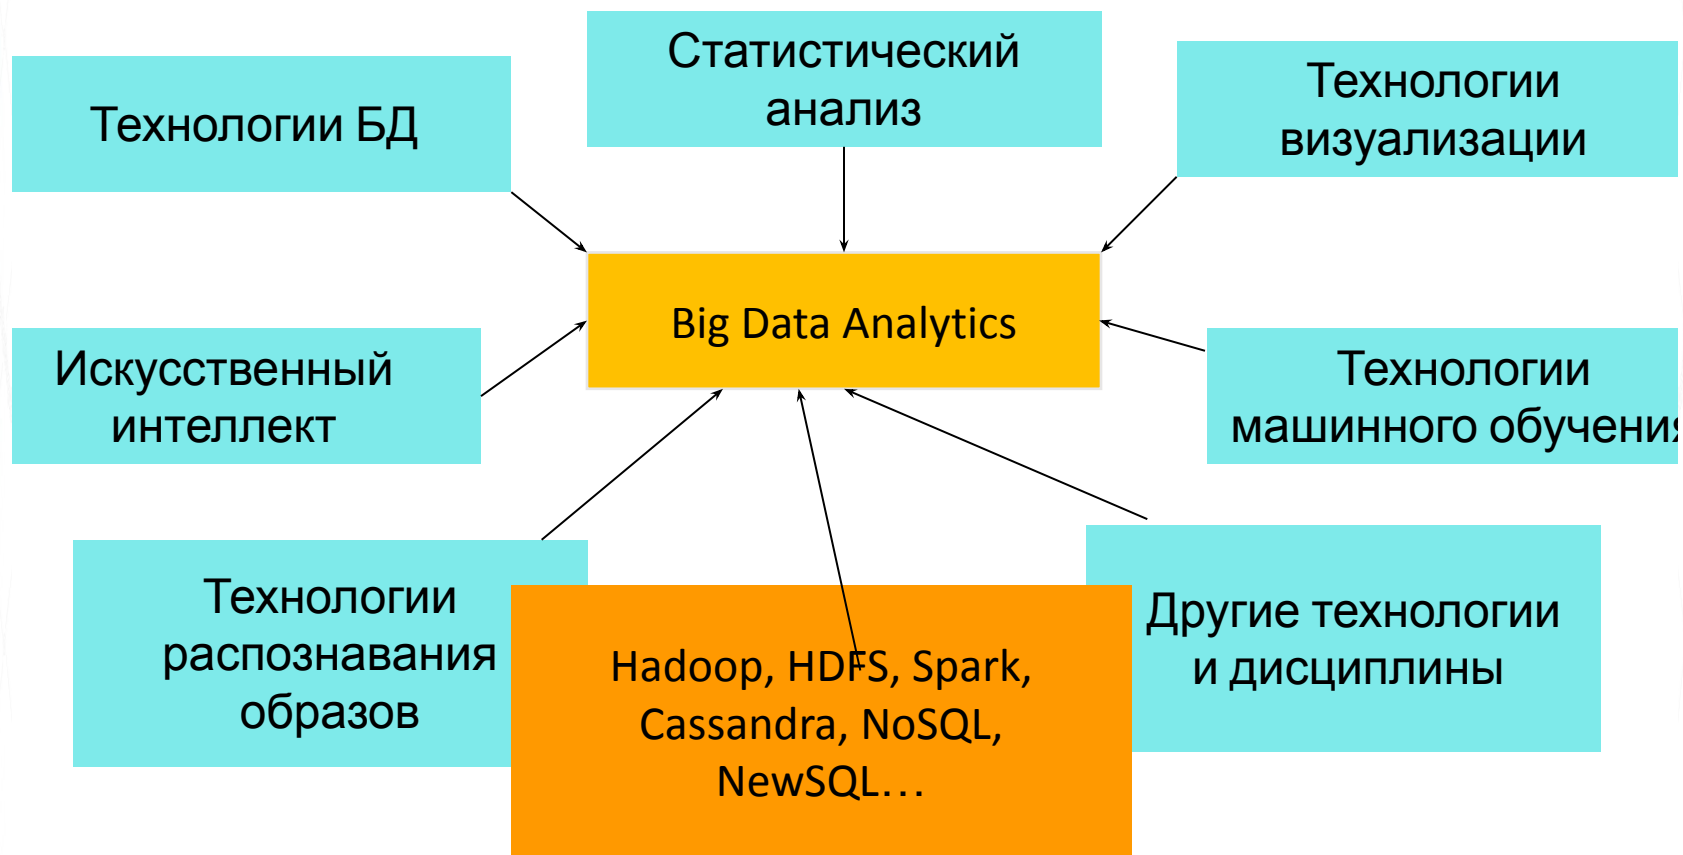 Статистический
анализ
Технологии БД
Технологии
визуализации
Big Data Analytics
Искусственный
интеллект
Технологии
машинного обучения
Технологии
распознавания
образов
Hadoop, HDFS, Spark,
Cassandra, NoSQL,
NewSQL…
Другие технологии
и дисциплины